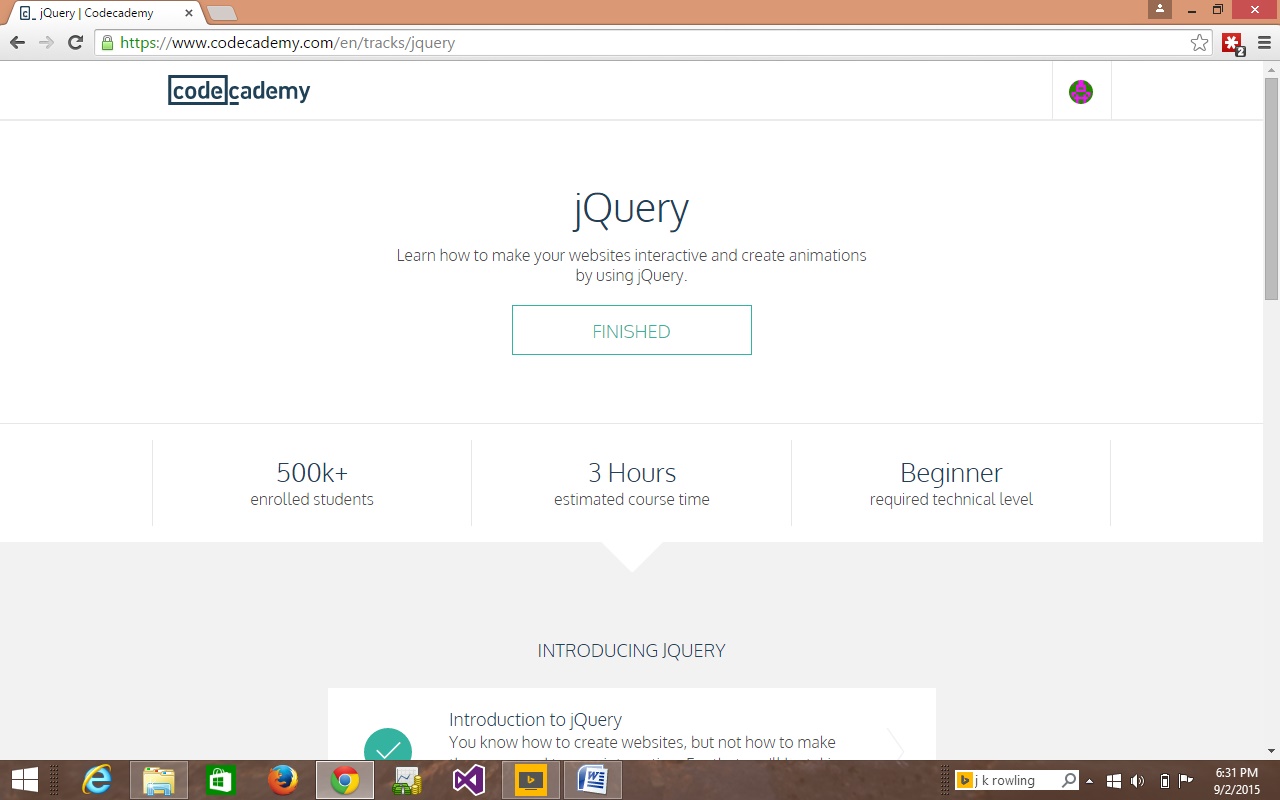 jQuery | Codecademy
https://www.codecademy.com/en/tracks/jquery
2
codecademy
jQuery
Learn how to make your websites interactive and create animations
by using jQuery.
FINISHED
500k+
enrolled students
3 Hours
estimated course time
Beginner
required technical level
INTRODUCING JQUERY
Introduction to jQuery
You know how to create websites, but not how to make
j k rowling
6:31 PM
9/2/2015